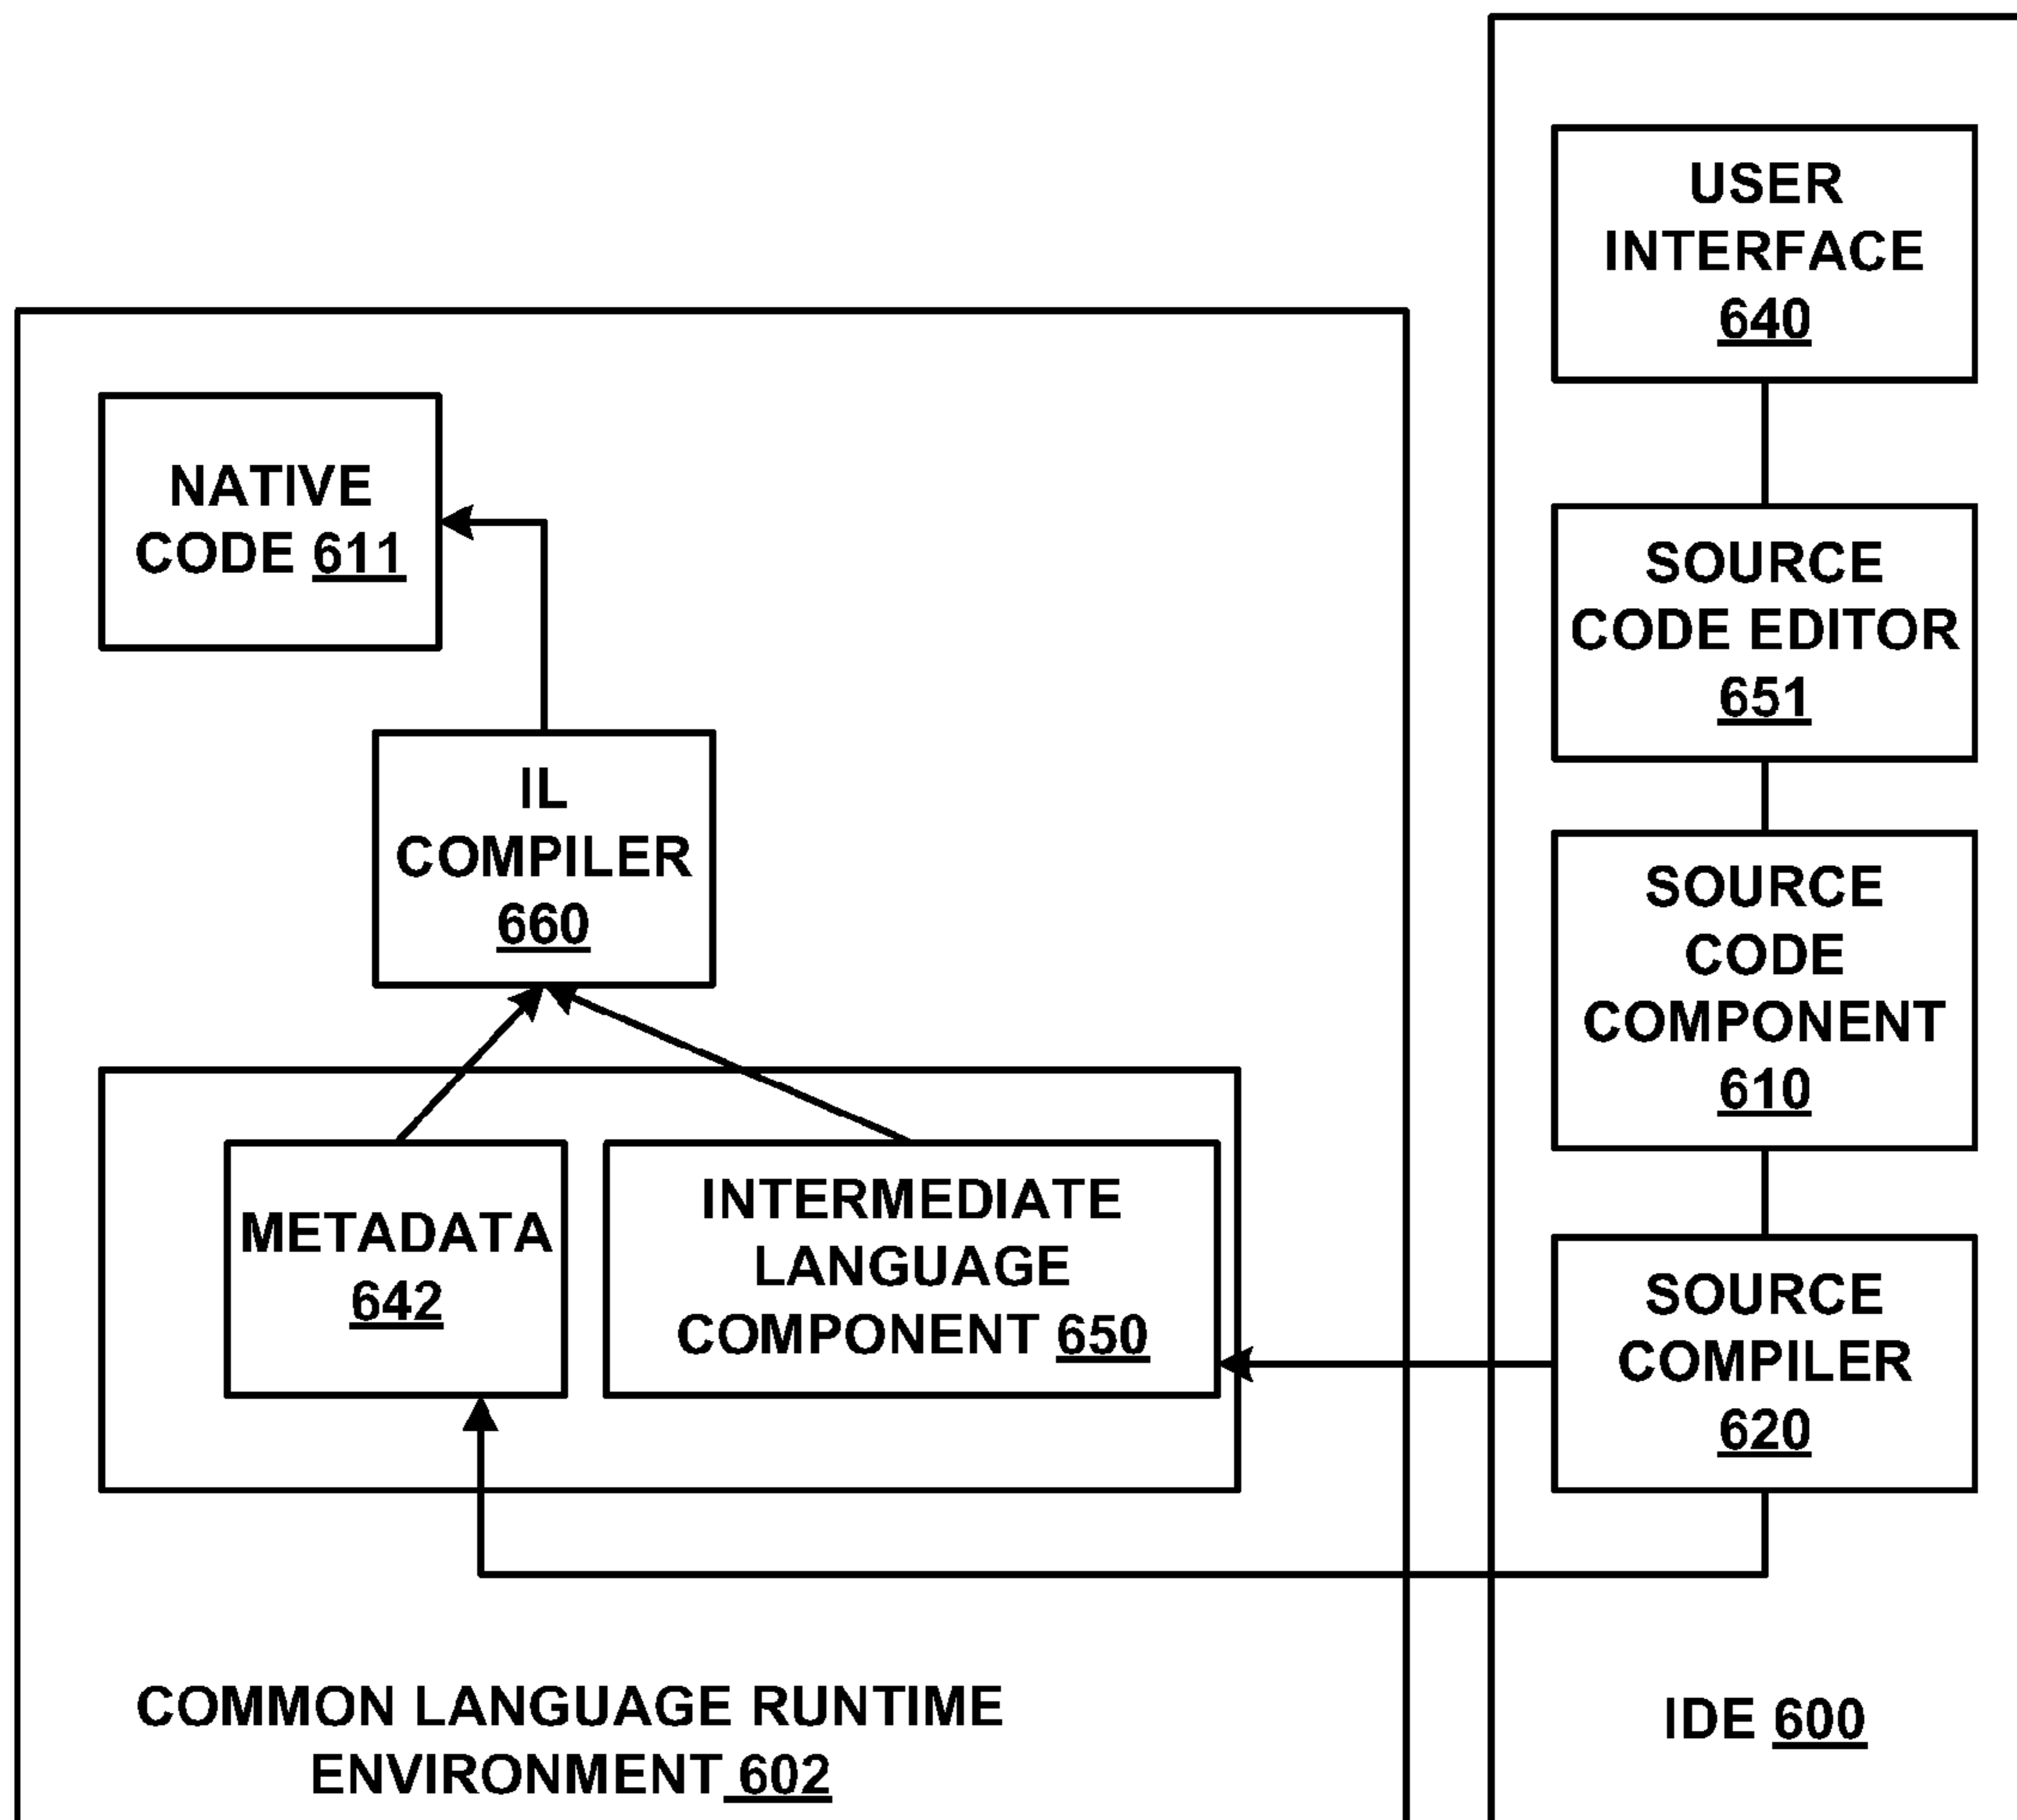 USER
INTERFACE
640
NATIVE
CODE 611
SOURCE
CODE EDITOR
651
IL
COMPILER
660
SOURCE
CODE
COMPONENT
610
METADATA
642
INTERMEDIATE
LANGUAGE
COMPONENT 650
SOURCE
COMPILER
620
COMMON LANGUAGE RUNTIME
ENVIRONMENT 602
IDE 600